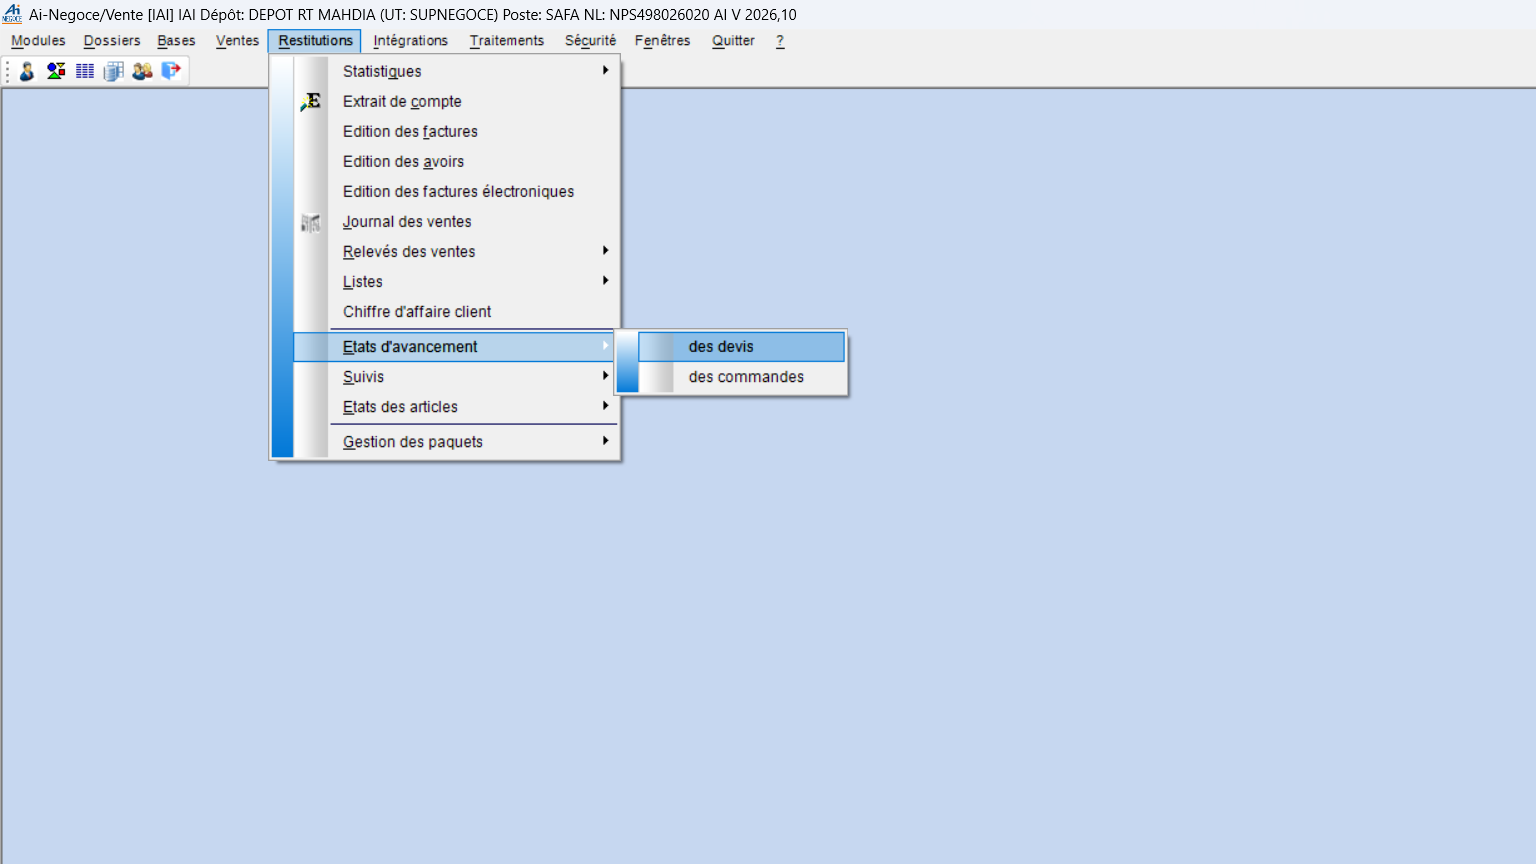 Ai-Negoce/Vente [IAI] IAI Dépôt: DEPOT RT MAHDIA (UT: SUPNEGOCE) Poste: SAFA NL: NPS498026020 AI V 2026,10
Modules Dossiers Bases Ventes Restitutions Intégrations Traitements Sécurité Fenêtres Quitter ?
Statistiques
Extrait de compte
Edition des factures
Edition des avoirs
Edition des factures électroniques
Journal des ventes
Relevés des ventes
Listes
Chiffre d'affaire client
Etats d'avancement
des devis
des commandes
Suivis
Etats des articles
Gestion des paquets